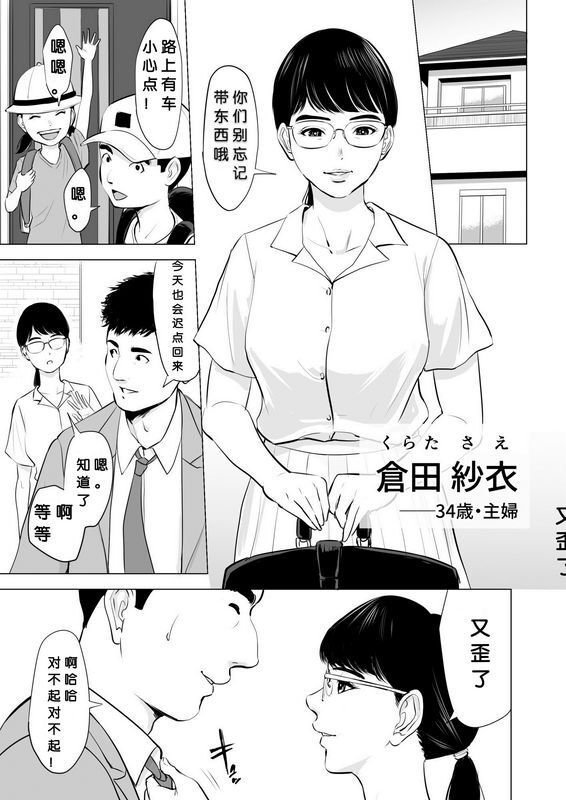 你们别忘记
带东西哦
路上有车
小心点！
嗯嗯。
嗯。
くらた さえ
倉田 紗衣
——34歳・主婦
今天也会迟点回来
嗯。
知道了
啊
等等
又歪了
又歪了
啊哈哈
对不起对不起！